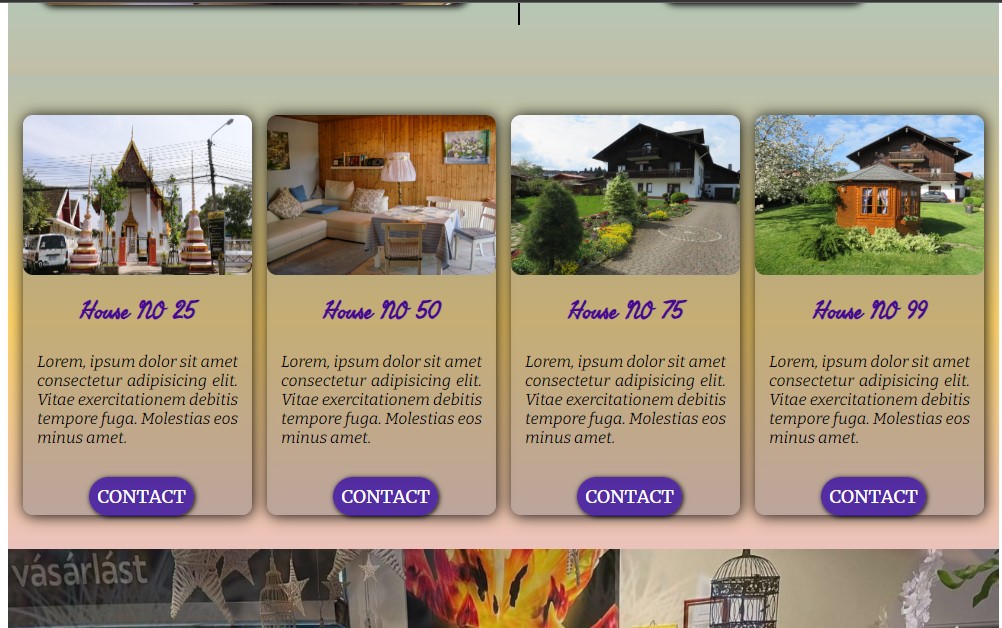 House NO 25
Lorem, ipsum dolor sit amet
consectetur adipisicing elit.
Vitae exercitationem debitis
tempore fuga. Molestias eos
minus amet.
CONTACT
House NO 50
Lorem, ipsum dolor sit amet
consectetur adipisicing elit.
Vitae exercitationem debitis
tempore fuga. Molestias eos
minus amet.
CONTACT
House NO 75
Lorem, ipsum dolor sit amet
consectetur adipisicing elit.
Vitae exercitationem debitis
tempore fuga. Molestias eos
minus amet.
CONTACT
House NO 99
Lorem, ipsum dolor sit amet
consectetur adipisicing elit.
Vitae exercitationem debitis
tempore fuga. Molestias eos
minus amet.
CONTACT
vásárlást